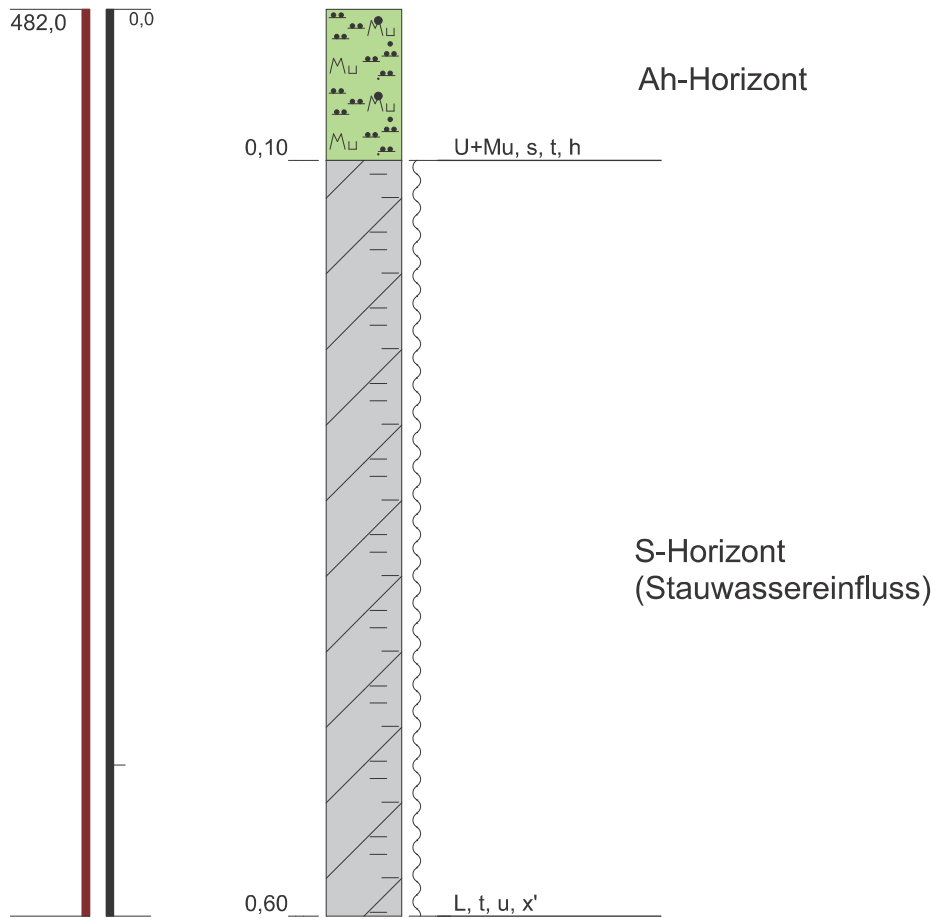 482,0
0,0
Ah-Horizont
0,10
U+Mu, s, t, h
S-Horizont
(Stauwassereinfluss)
0,60
L, t, u, x'